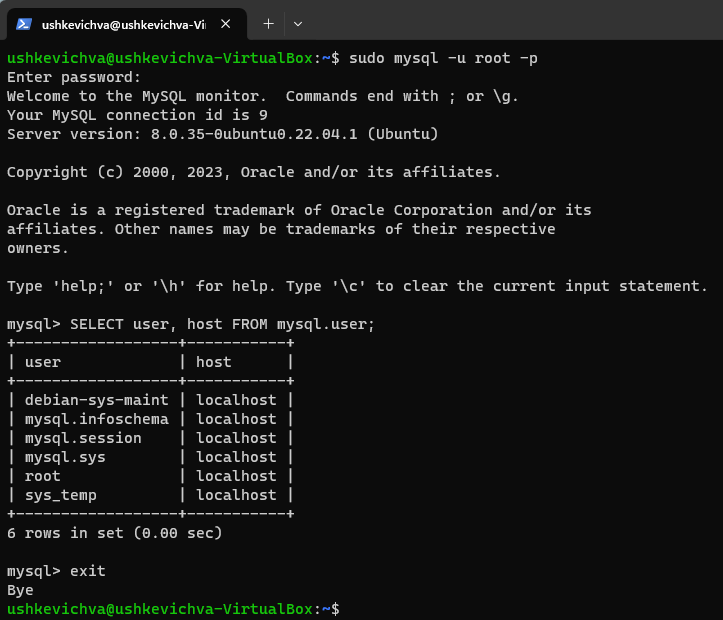 ushkevichva@ushkevichva-Vi
ushkevichva@ushkevichva-VirtualBox:~$ sudo mysql -u root -p
Enter password:
Welcome to the MySQL monitor.  Commands end with ; or \g.
Your MySQL connection id is 9
Server version: 8.0.35-0ubuntu0.22.04.1 (Ubuntu)

Copyright (c) 2000, 2023, Oracle and/or its affiliates.

Oracle is a registered trademark of Oracle Corporation and/or its
affiliates. Other names may be trademarks of their respective
owners.

Type 'help;' or '\h' for help. Type '\c' to clear the current input statement.

mysql> SELECT user, host FROM mysql.user;
+------------------+-----------+
| user             | host      |
+------------------+-----------+
| debian-sys-maint | localhost |
| mysql.infoschema | localhost |
| mysql.session    | localhost |
| mysql.sys        | localhost |
| root             | localhost |
| sys_temp         | localhost |
+------------------+-----------+
6 rows in set (0.00 sec)

mysql> exit
Bye
ushkevichva@ushkevichva-VirtualBox:~$